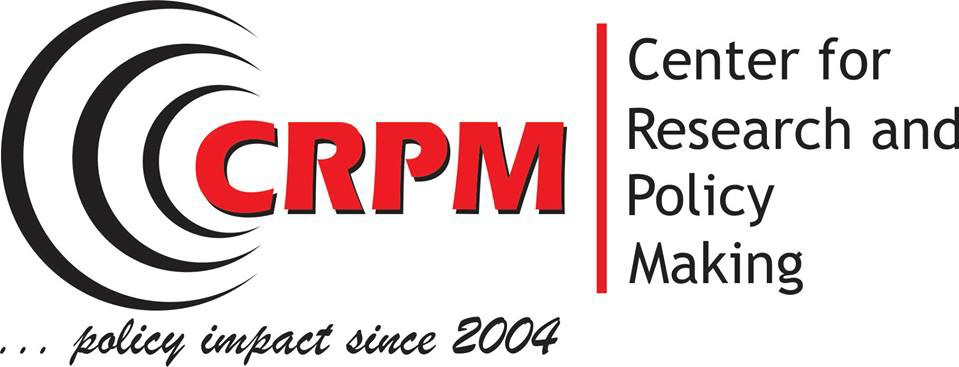 CRPM
Center for
Research and
Policy
Making
... policy impact since 2004